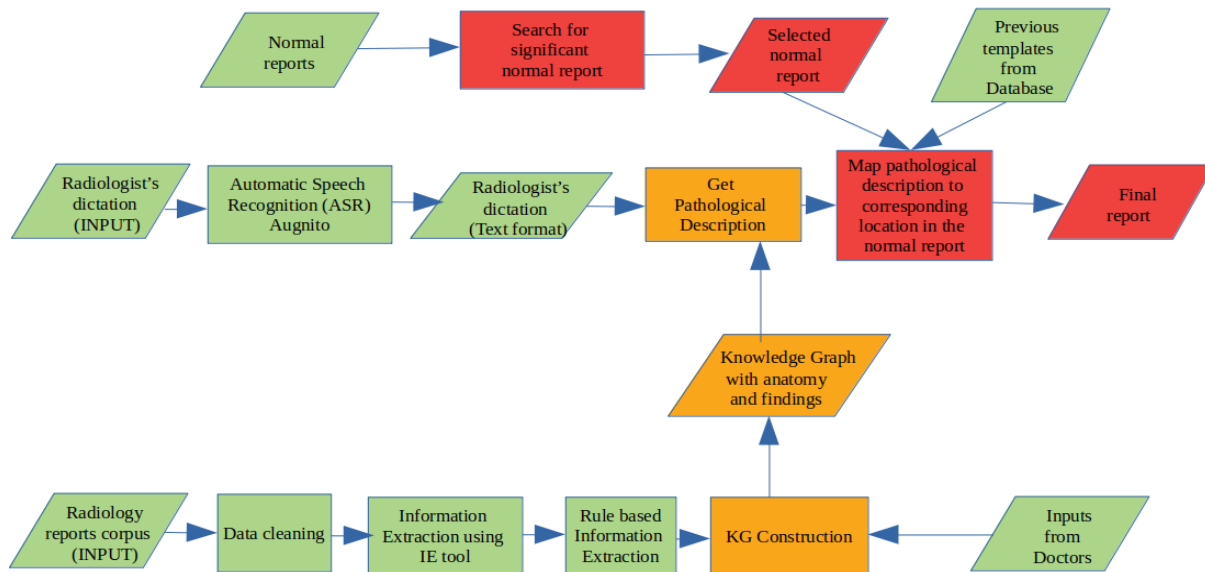 Normal
reports
Search for
significant
normal report
Selected
normal
report
Previous
templates
from
Database
Radiologist's
dictation
(INPUT)
Automatic Speech
Recognition (ASR)
Augnito
Radiologist's
dictation
(Text format)
Get
Pathological
Description
Map pathological
description to
corresponding
location in the
normal report
Final
report
Knowledge Graph
with anatomy
and findings
Radiology
reports corpus
(INPUT)
Data cleaning
Information
Extraction using
IE tool
Rule based
Information
Extraction
KG Construction
Inputs
from
Doctors